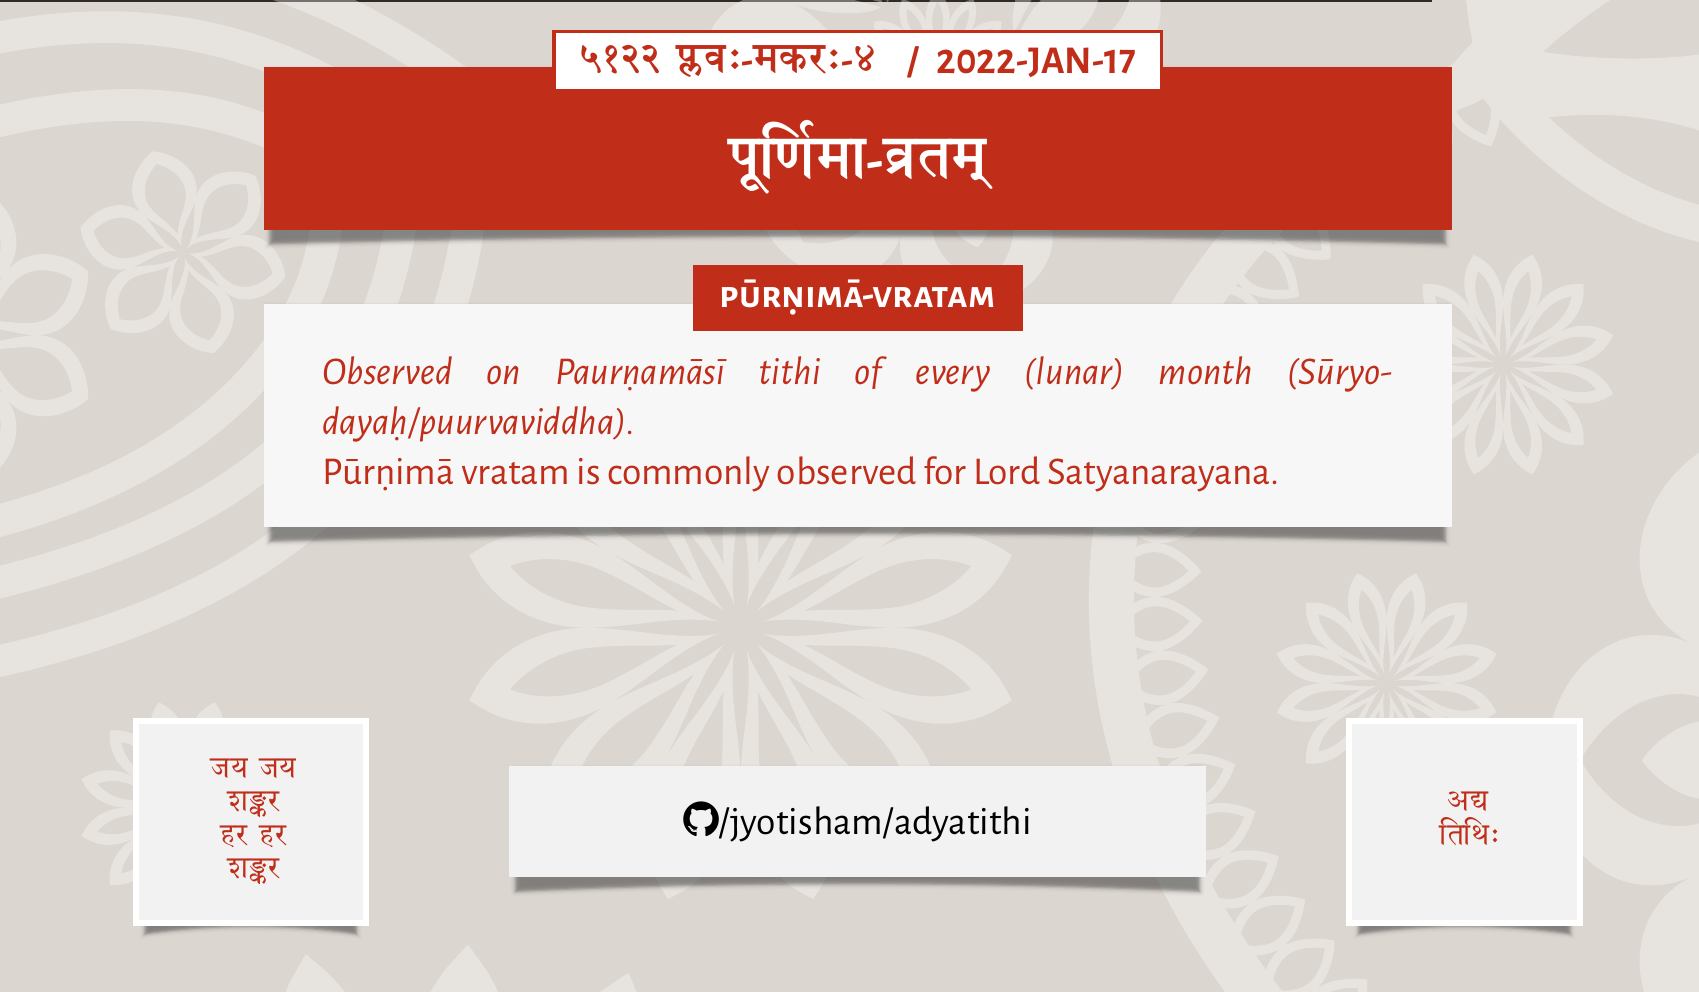 ५१२२ प्लवः-मकरः-४ / 2022-JAN-17
पूर्णिमा-व्रतम्
PŪRṆIMĀ-VRATAM
Observed on Paurṇamāsī tithi of every (lunar) month (Sūryo-
dayaḥ/puurvaviddha).
Pūrṇimā vratam is commonly observed for Lord Satyanarayana.
जय जय
शङ्कर
हर हर
शङ्कर
/jyotisham/adyatithi
अद्य
तिथिः